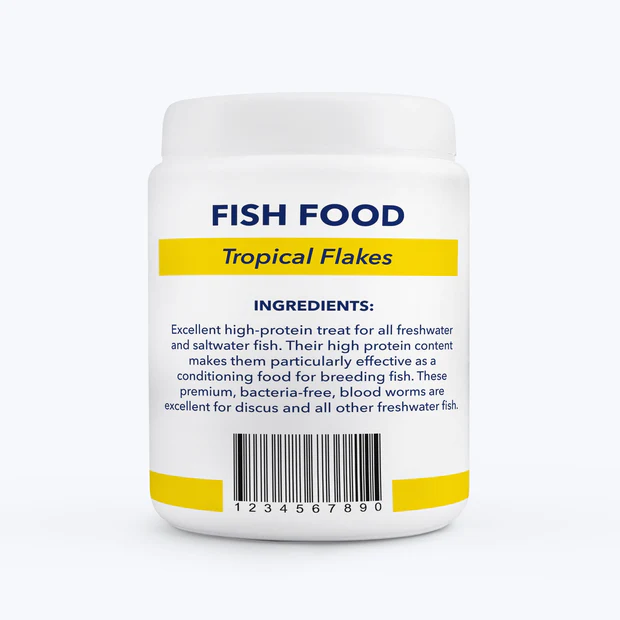 FISH FOOD
Tropical Flakes
INGREDIENTS:
Excellent high-protein treat for all freshwater
and saltwater fish. Their high protein content
makes them particularly effective as a
conditioning food for breeding fish. These
premium, bacteria-free, blood worms are
excellent for discus and all other freshwater fish.
1 2 3 4 5 6 7 8 9 0